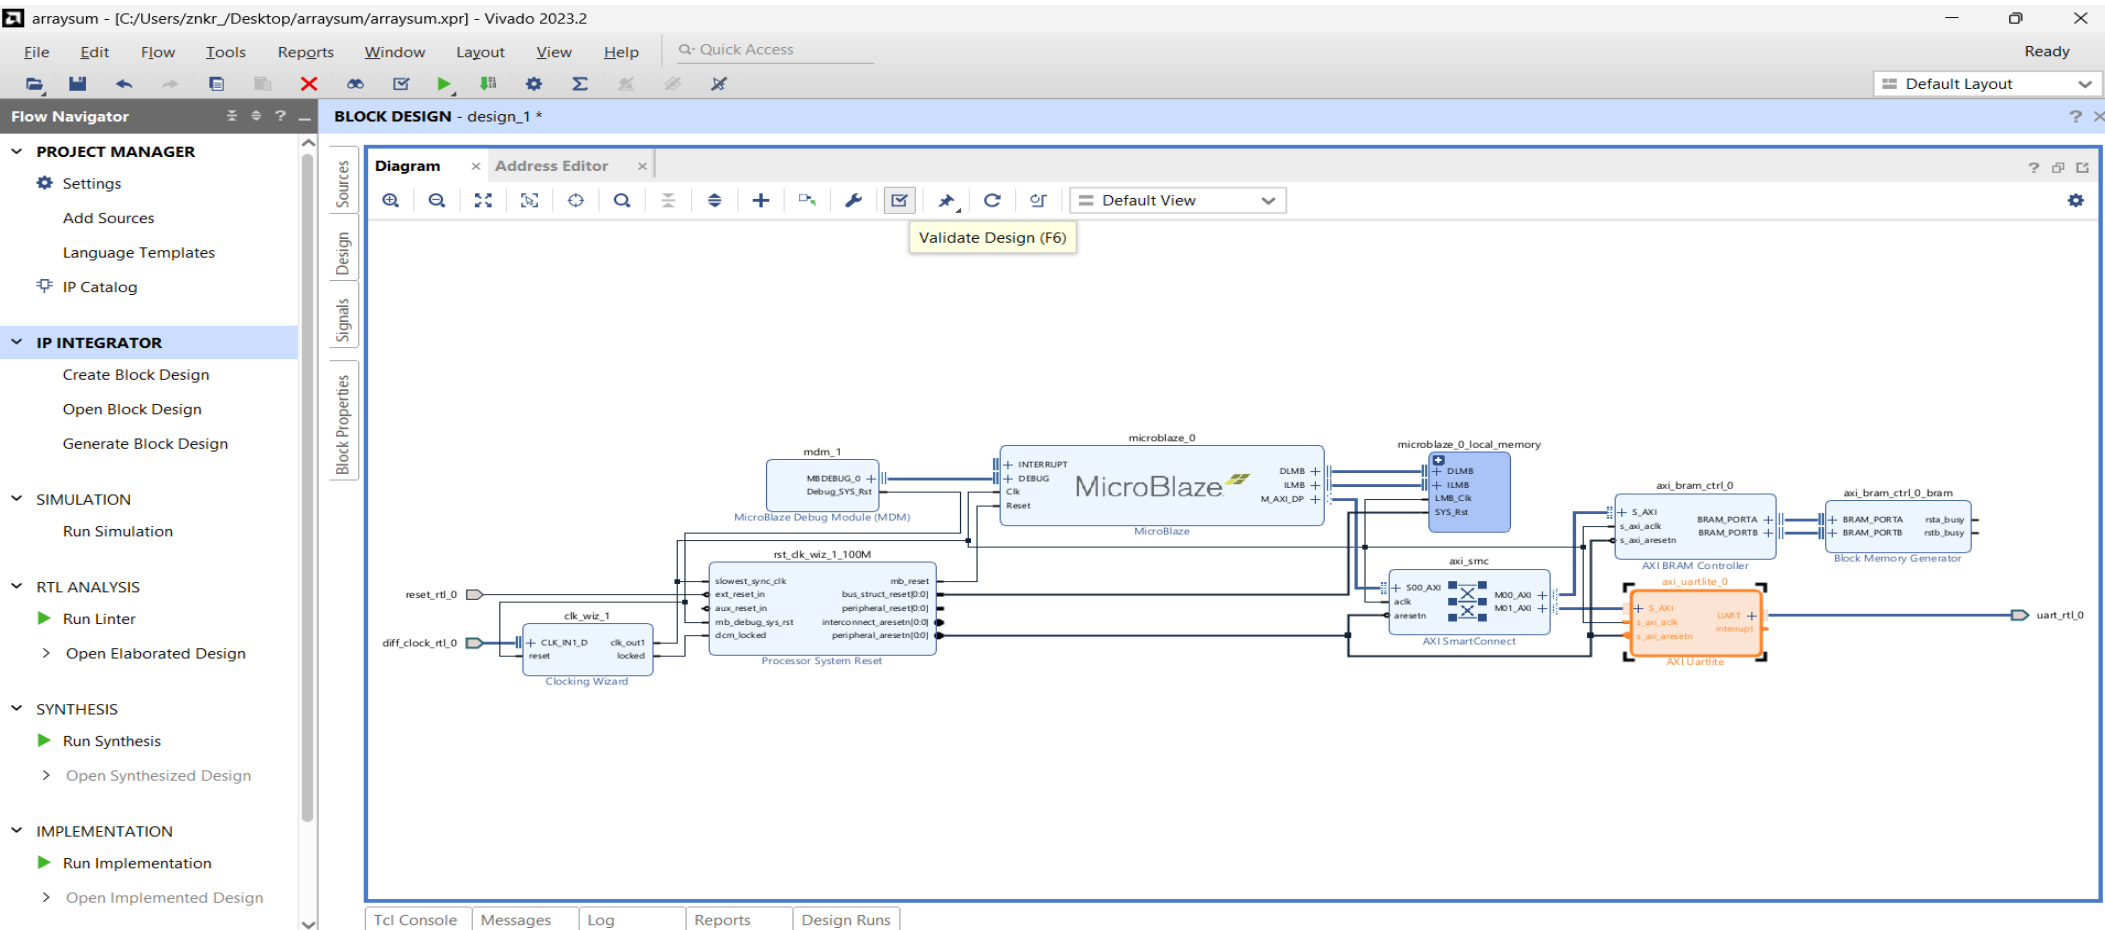 arraysum - [C:/Users/znkr_/Desktop/arraysum/arraysum.xpr] - Vivado 2023.2
File Edit Flow Tools Reports Window Layout View Help Quick Access Ready
Default Layout
Flow Navigator
BLOCK DESIGN - design_1 *
PROJECT MANAGER
Settings
Add Sources
Language Templates
IP Catalog
IP INTEGRATOR
Create Block Design
Open Block Design
Generate Block Design
SIMULATION
Run Simulation
RTL ANALYSIS
Run Linter
Open Elaborated Design
SYNTHESIS
Run Synthesis
Open Synthesized Design
IMPLEMENTATION
Run Implementation
Open Implemented Design
Sources
Design
Signals
Block Properties
Diagram Address Editor
Default View
Validate Design (F6)
mdm_1
MBDEBUG_0
Debug_SYS_Rst
MicroBlaze Debug Module (MDM)
microblaze_0
INTERRUPT
DEBUG
Clk
Reset
MicroBlaze
DLMB
ILMB
M_AXI_DP
MicroBlaze
microblaze_0_local_memory
DLMB
ILMB
LMB_Clk
SYS_Rst
axi_bram_ctrl_0
S_AXI
s_axi_aclk
s_axi_aresetn
BRAM_PORTA
BRAM_PORTB
AXI BRAM Controller
axi_bram_ctrl_0_bram
BRAM_PORTA
BRAM_PORTB
rsta_busy
rstb_busy
Block Memory Generator
rst_clk_wiz_1_100M
slowest_sync_clk
ext_reset_in
aux_reset_in
mb_debug_sys_rst
dcm_locked
mb_reset
bus_struct_reset[0:0]
peripheral_reset[0:0]
interconnect_aresetn[0:0]
peripheral_aresetn[0:0]
Processor System Reset
axi_smc
S00_AXI
aclk
aresetn
M00_AXI
M01_AXI
AXI SmartConnect
axi_uartlite_0
S_AXI
s_axi_aclk
s_axi_aresetn
UART
interrupt
AXI Uartlite
uart_rtl_0
reset_rtl_0
diff_clock_rtl_0
clk_wiz_1
CLK_IN1_D
reset
clk_out1
locked
Clocking Wizard
Tcl Console Messages Log Reports Design Runs